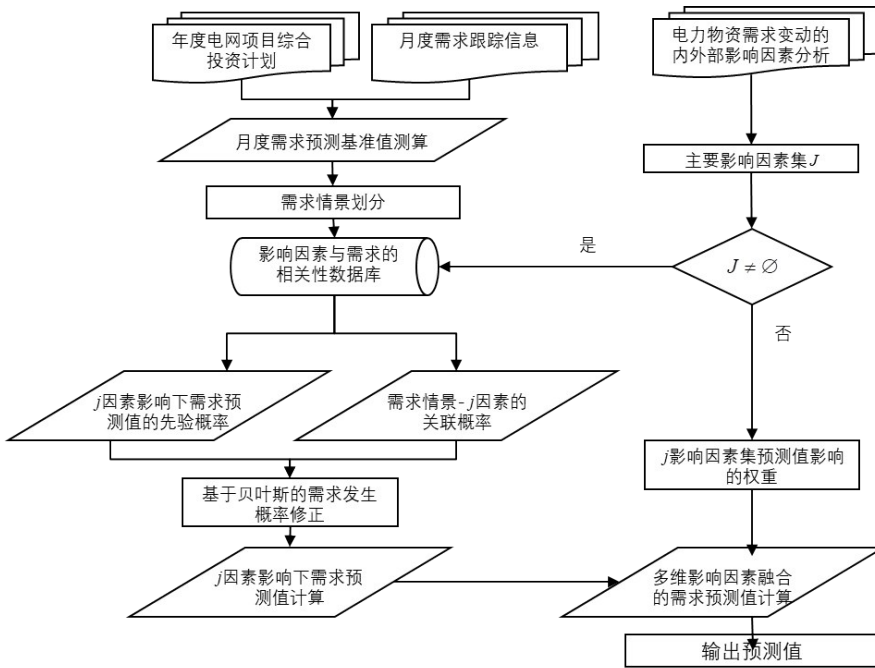 年度电网项目综合
投资计划
月度需求跟踪信息
电力物资需求变动的
内外部影响因素分析
月度需求预测基准值测算
主要影响因素集J
需求情景划分
影响因素与需求的
相关性数据库
是
J≠∅
否
j因素影响下需求预
测值的先验概率
需求情景-j因素的
关联概率
j影响因素集预测值影响
的权重
基于贝叶斯的需求发生
概率修正
j因素影响下需求预
测值计算
多维影响因素融合
的需求预测值计算
输出预测值